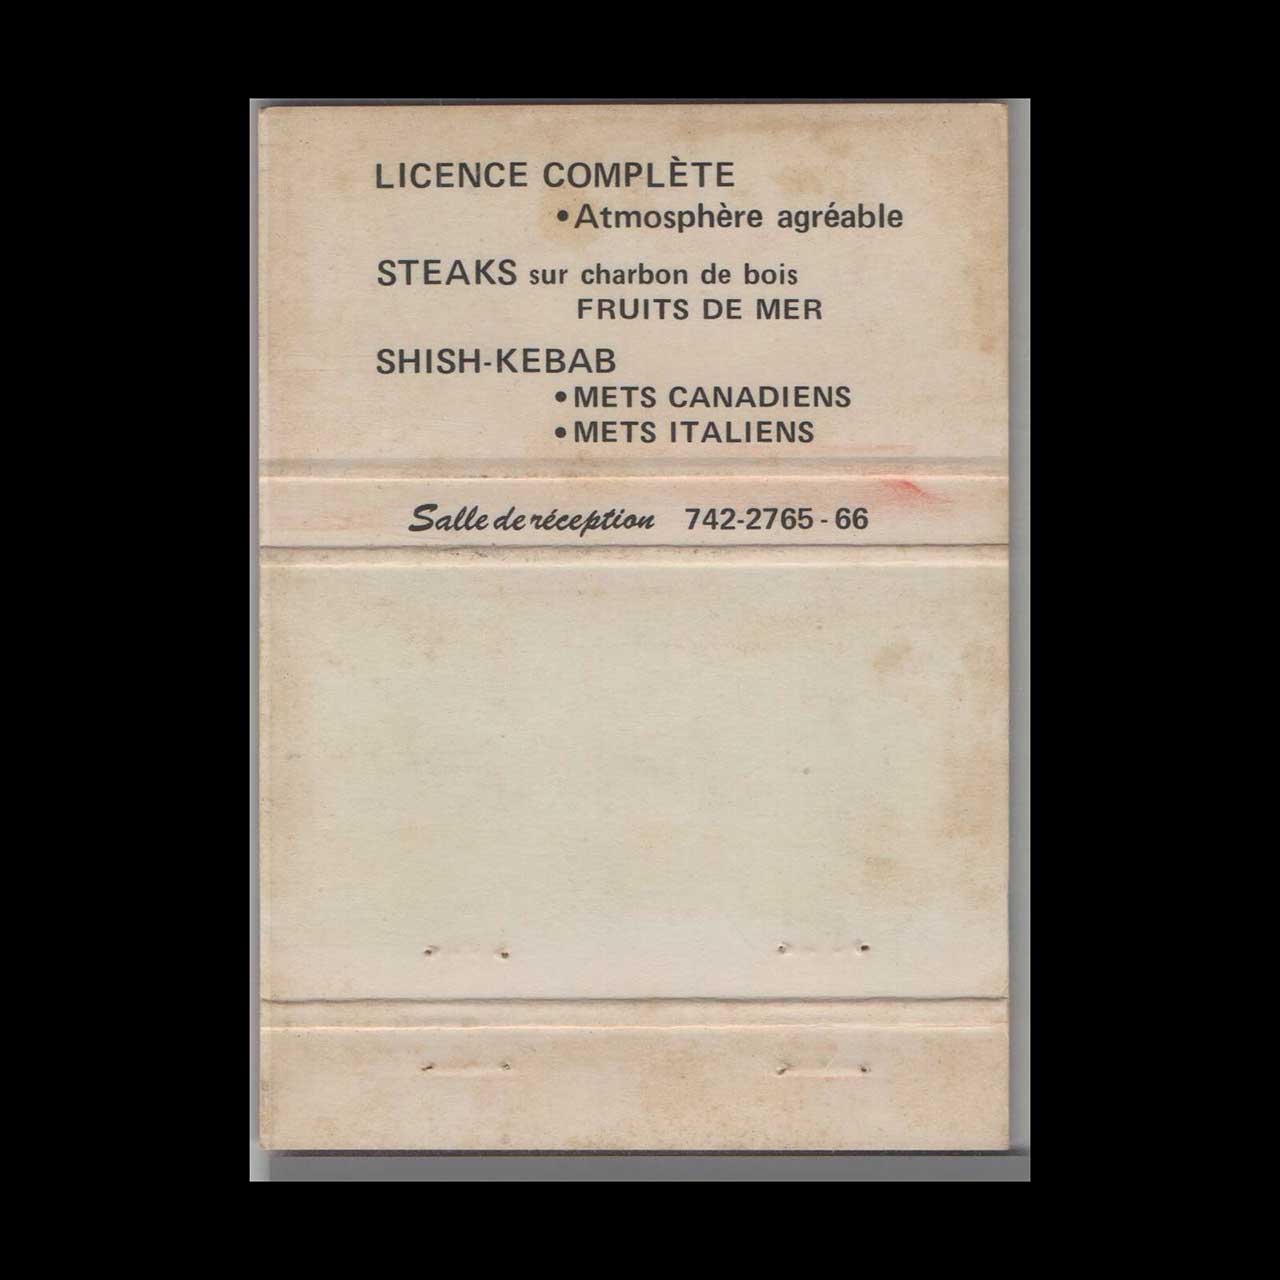 LICENCE COMPLÈTE
•Atmosphère agréable
STEAKS sur charbon de bois
FRUITS DE MER
SHISH-KEBAB
•METS CANADIENS
•METS ITALIENS
Salle de réception 742-2765-66